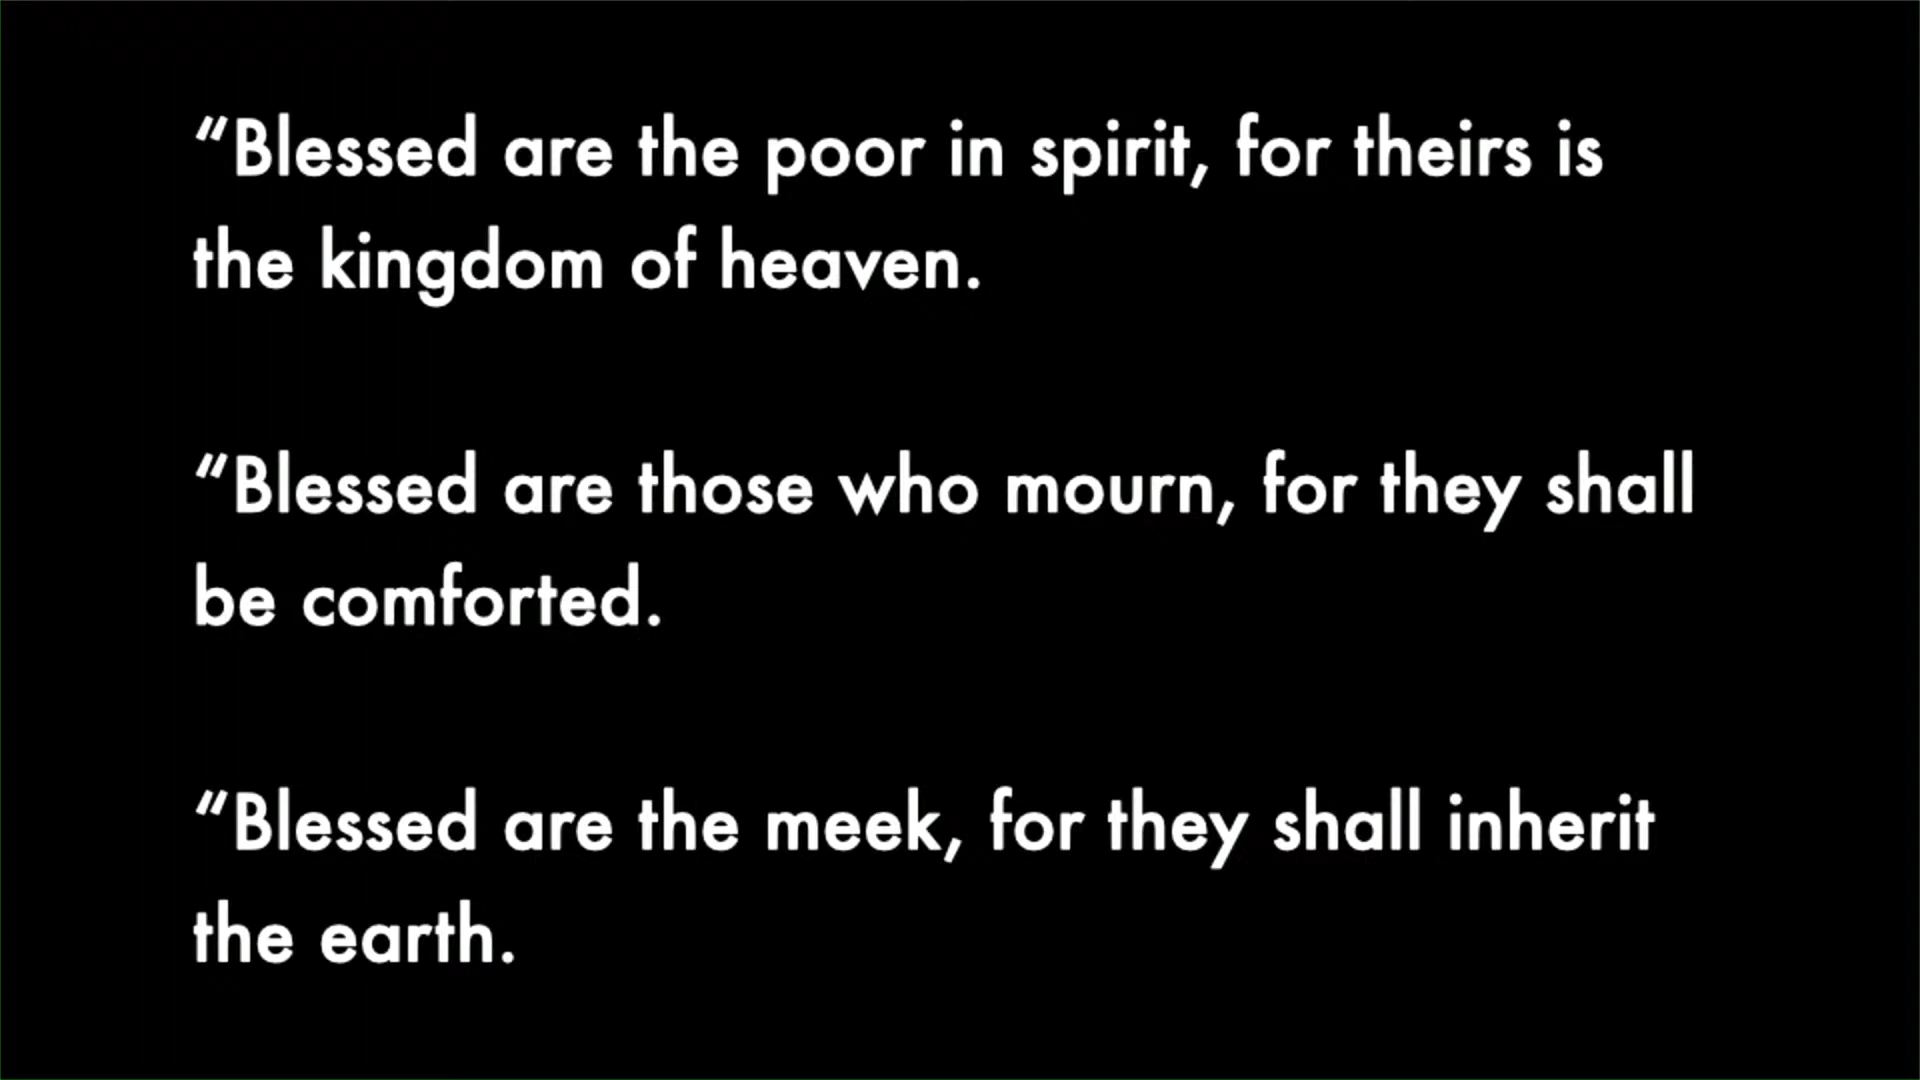 “Blessed are the poor in spirit, for theirs is
the kingdom of heaven.
“Blessed are those who mourn, for they shall
be comforted.
“Blessed are the meek, for they shall inherit
the earth.